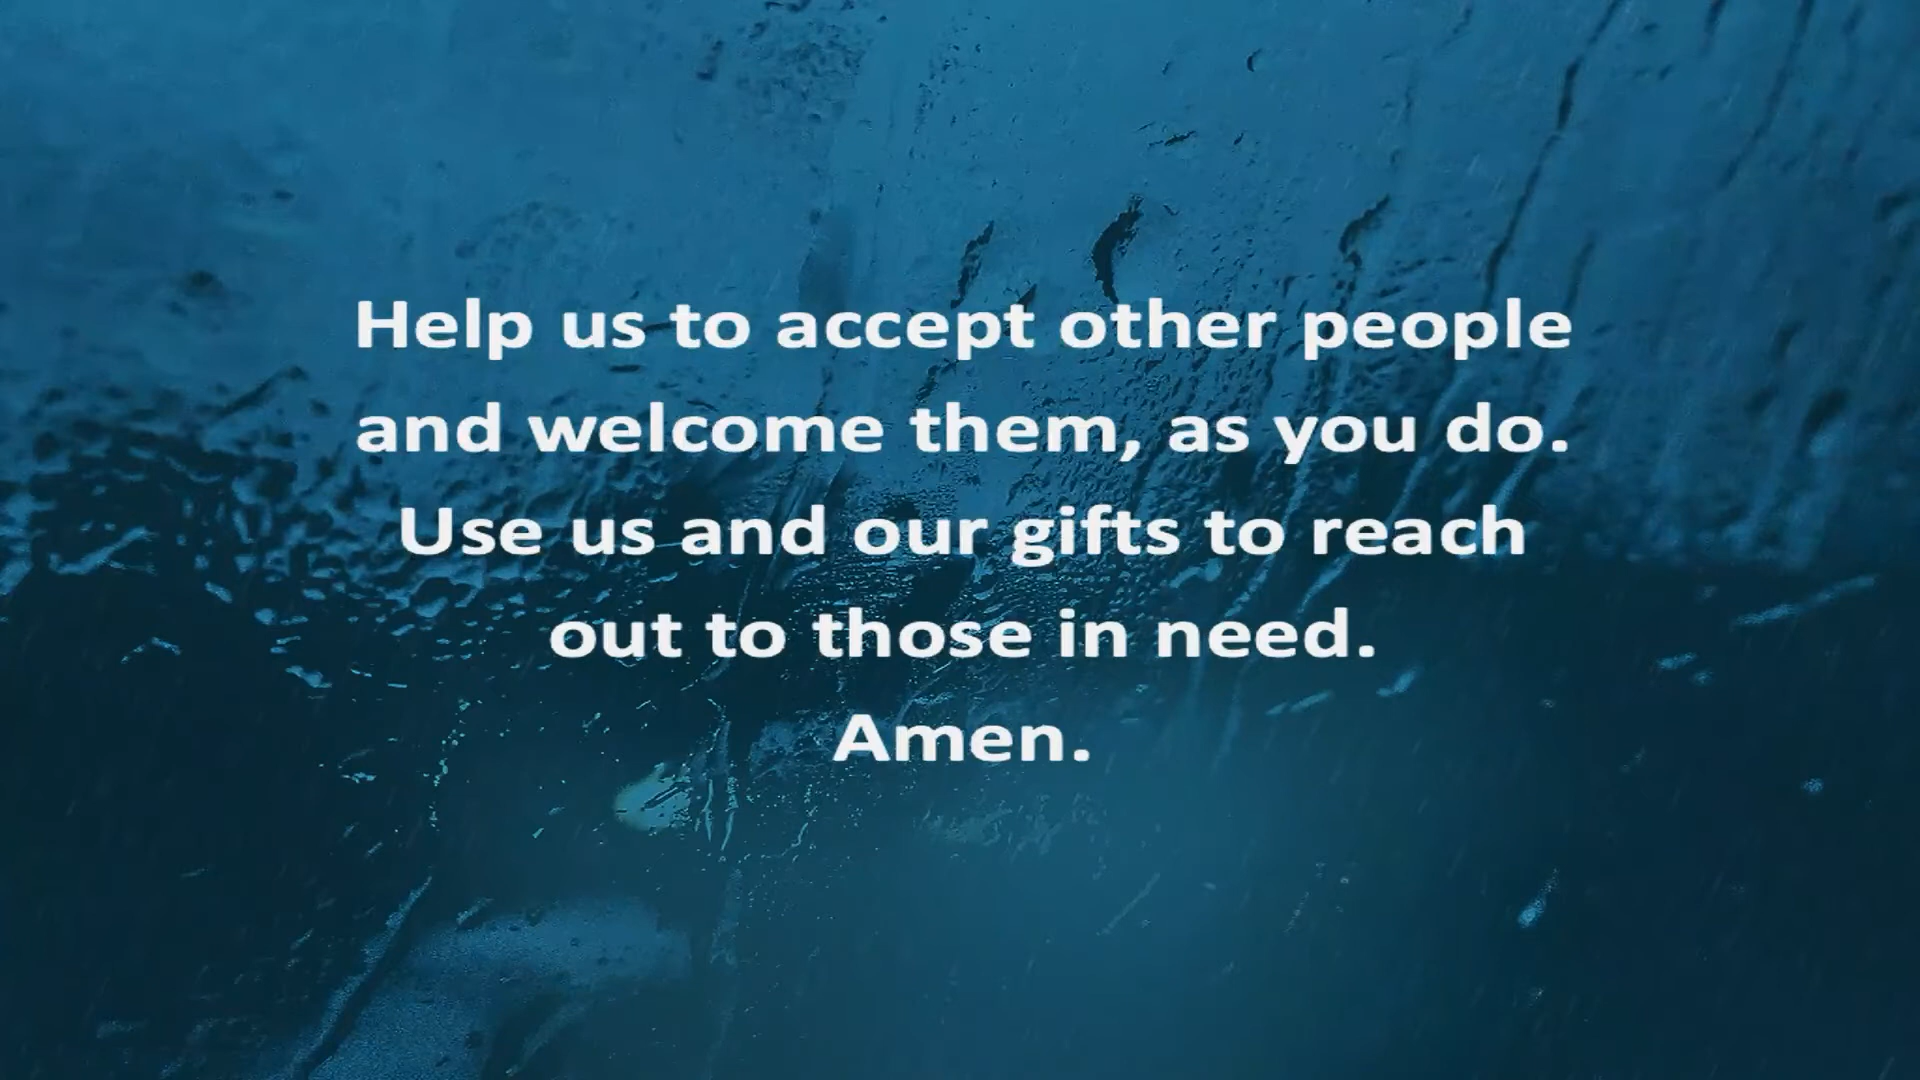 Help us to accept other people
and welcome them, as you do.
Use us and our gifts to reach
out to those in need.
Amen.